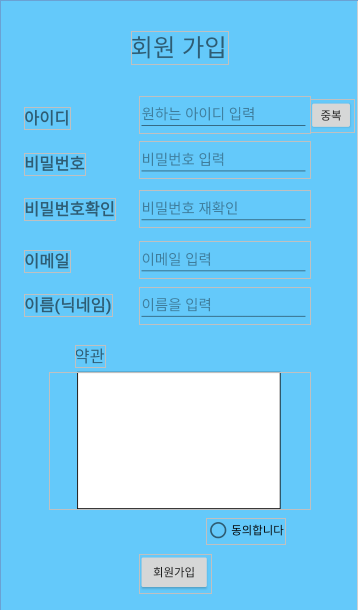 회원 가입
아이디 원하는 아이디 입력 중복
비밀번호 비밀번호 입력
비밀번호확인 비밀번호 재확인
이메일 이메일 입력
이름(닉네임) 이름을 입력
약관
동의합니다
회원가입